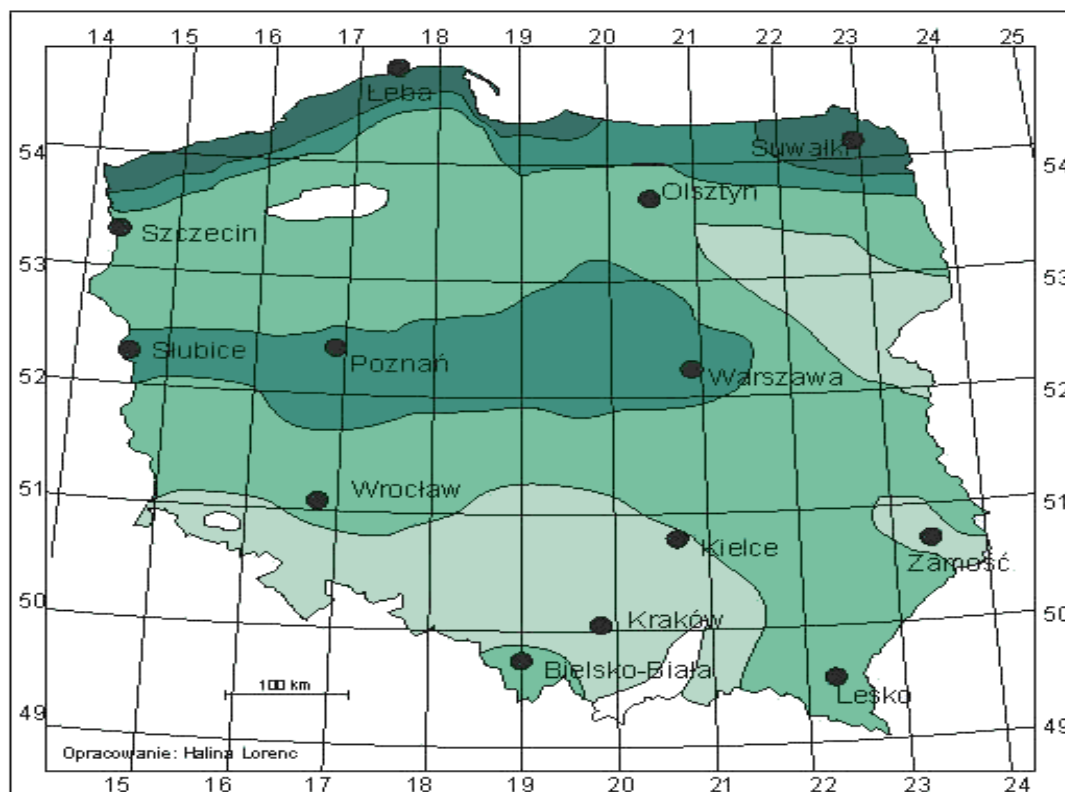 14 15 16 17 18 19 20 21 22 23 24 25
Łeba
54 Suwałki 54
Olsztyn
Szczecin
53 53
Słubice Poznań Warszawa
52 52
Wrocław
51 51
Kielce Zamość
50 Kraków 50
Bielsko-Biała
100 km Lesko
49 49
Opracowanie: Halina Lorenc
15 16 17 18 19 20 21 22 23 24